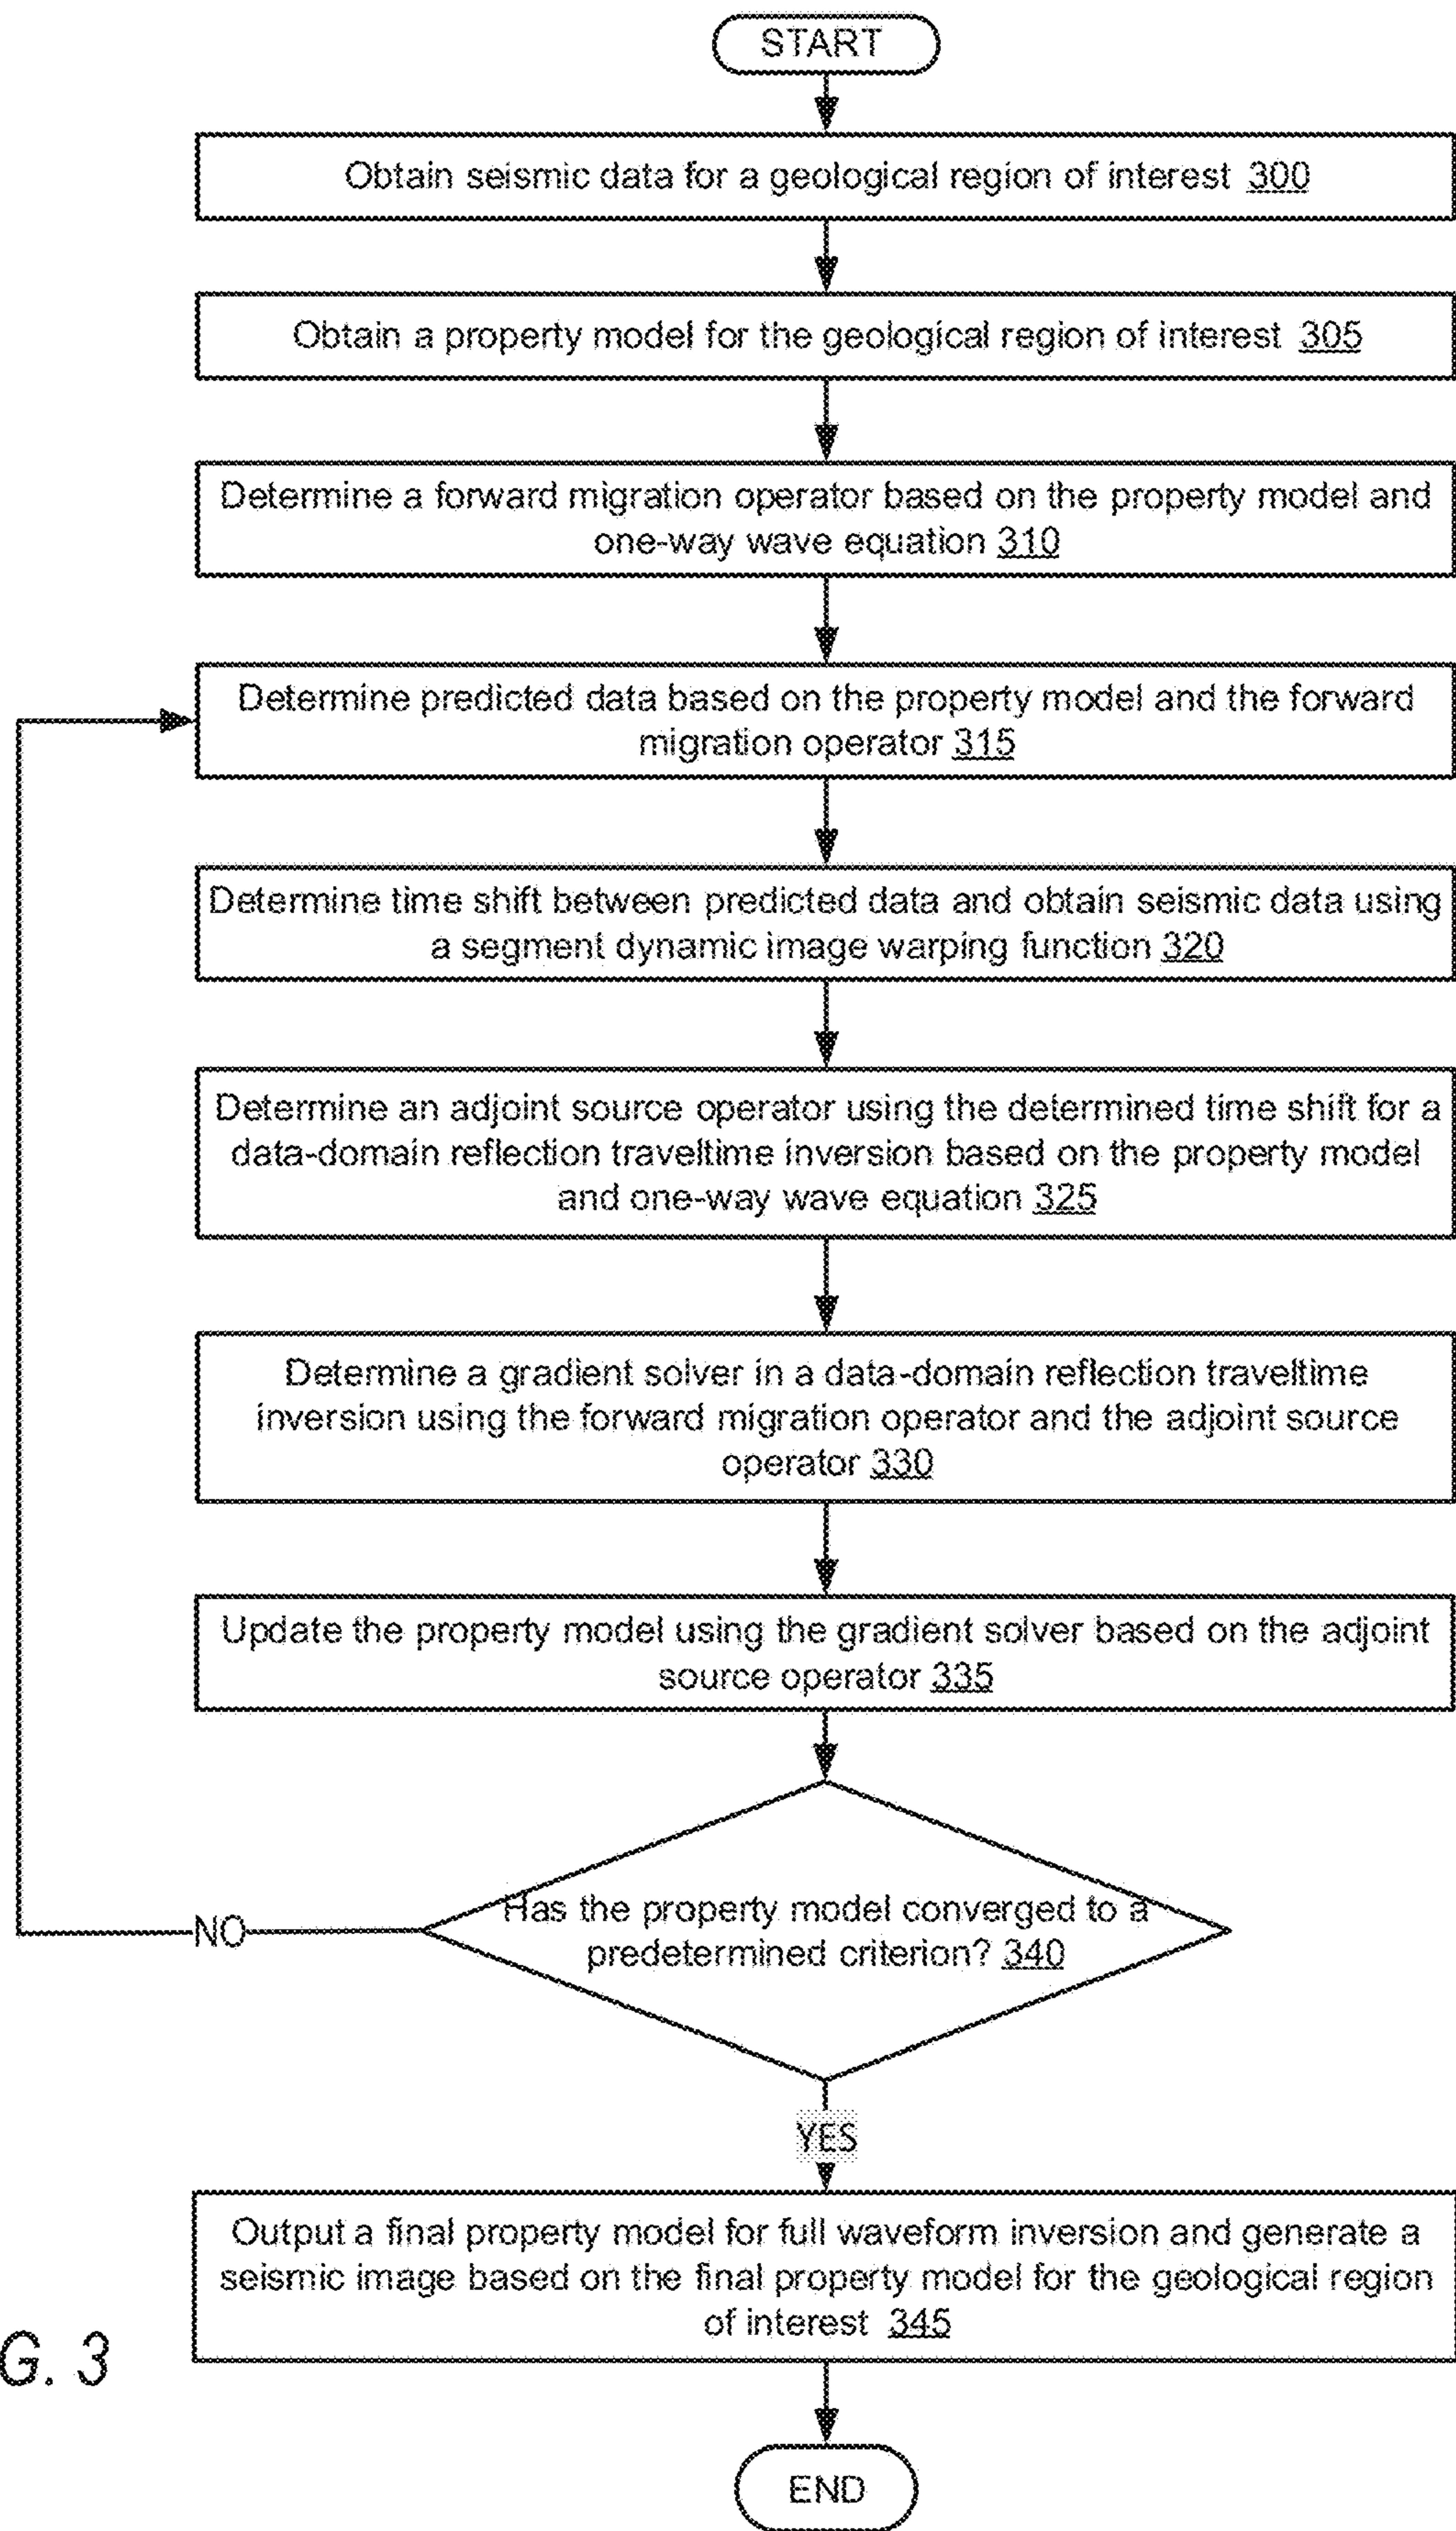 START
Obtain seismic data for a geological region of interest 300
Obtain a property model for the geological region of interest 305
Determine a forward migration operator based on the property model and
one-way wave equation 310
Determine predicted data based on the property model and the forward
migration operator 315
Determine time shift between predicted data and obtain seismic data using
a segment dynamic image warping function 320
Determine an adjoint source operator using the determined time shift for a
data-domain reflection traveltime inversion based on the property model
and one-way wave equation 325
Determine a gradient solver in a data-domain reflection traveltime
inversion using the forward migration operator and the adjoint source
operator 330
Update the property model using the gradient solver based on the adjoint
source operator 335
Has the property model converged to a
predetermined criterion? 340
NO
YES
Output a final property model for full waveform inversion and generate a
seismic image based on the final property model for the geological region
of interest 345
G. 3
END